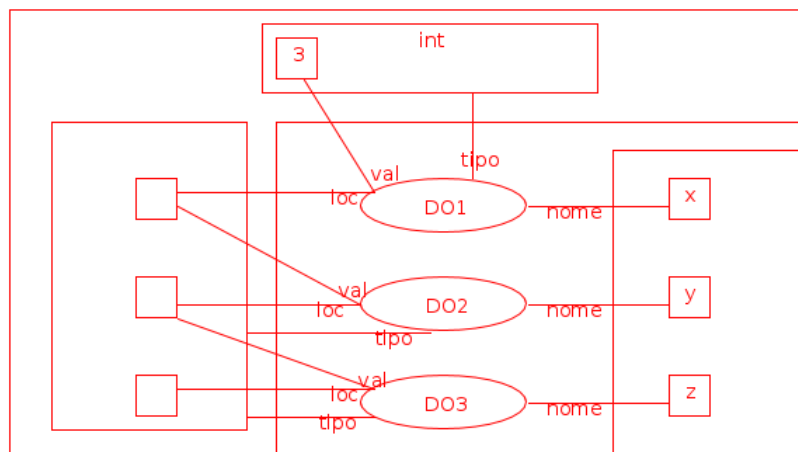 int
3
val
tipo
loc
DO1
nome
x
val
loc
DO2
nome
y
tipo
val
loc
DO3
nome
z
tipo